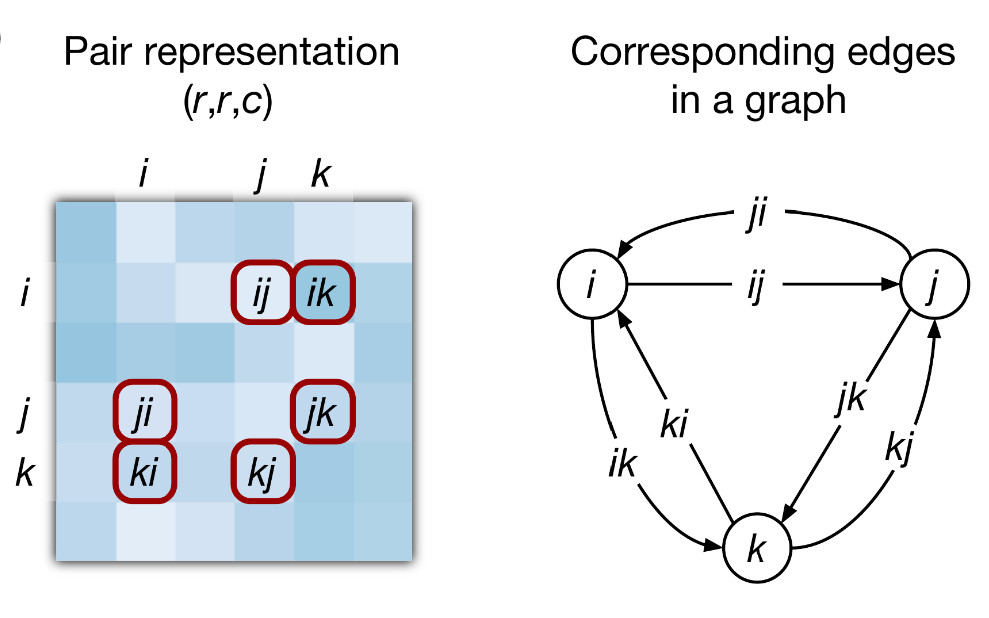 Pair representation
(r,r,c)
i j k
i ij ik
j ji jk
k ki kj
Corresponding edges
in a graph
ji
i ij j
jk
ki
kj
ik
k